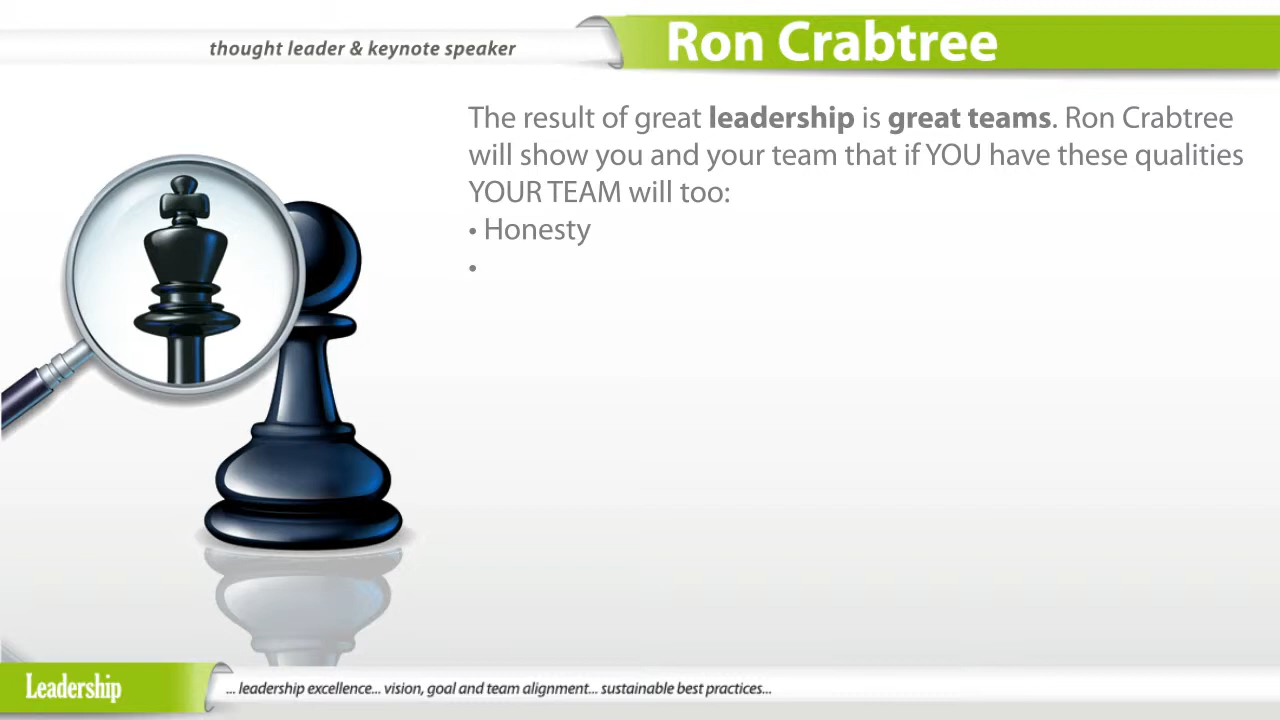 thought leader & keynote speaker
Ron Crabtree
The result of great leadership is great teams. Ron Crabtree
will show you and your team that if YOU have these qualities
YOUR TEAM will too:
• Honesty
•
Leadership
... leadership excellence... vision, goal and team alignment... sustainable best practices...